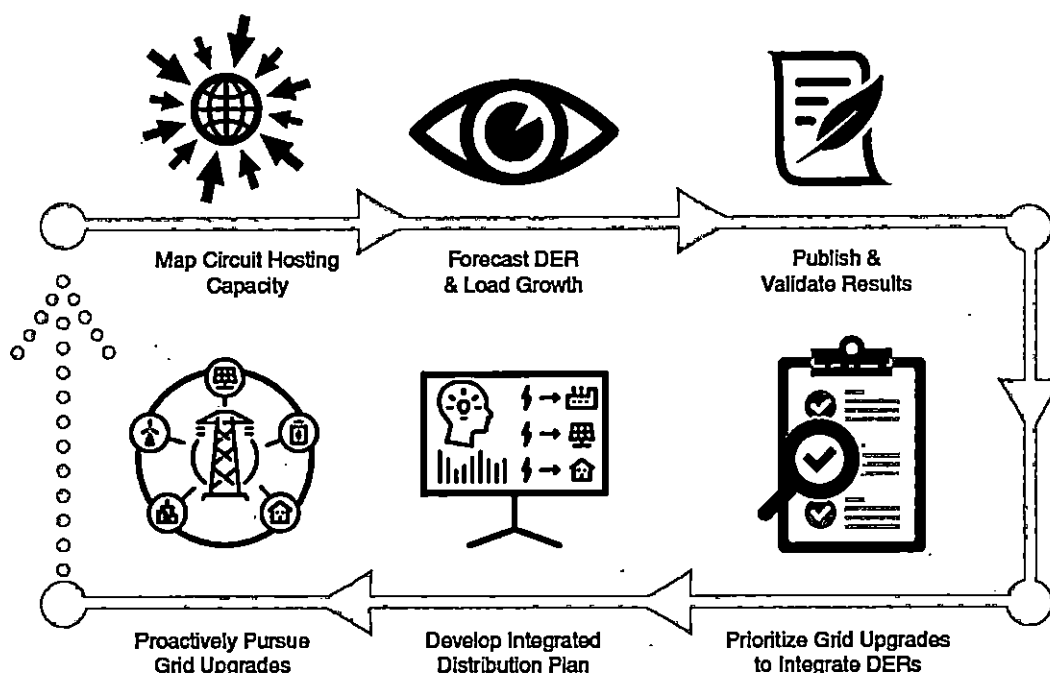 Map Circuit Hosting
Capacity
Forecast DER
& Load Growth
Publish &
Validate Results
Proactively Pursue
Grid Upgrades
Develop Integrated
Distribution Plan
Prioritize Grid Upgrades
to Integrate DERs